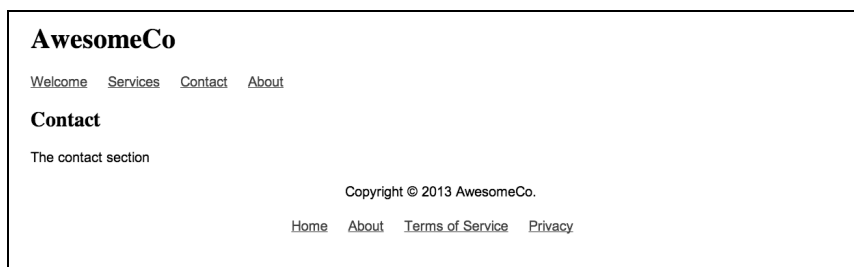 AwesomeCo
Welcome Services Contact About
Contact
The contact section
Copyright © 2013 AwesomeCo.
Home About Terms of Service Privacy